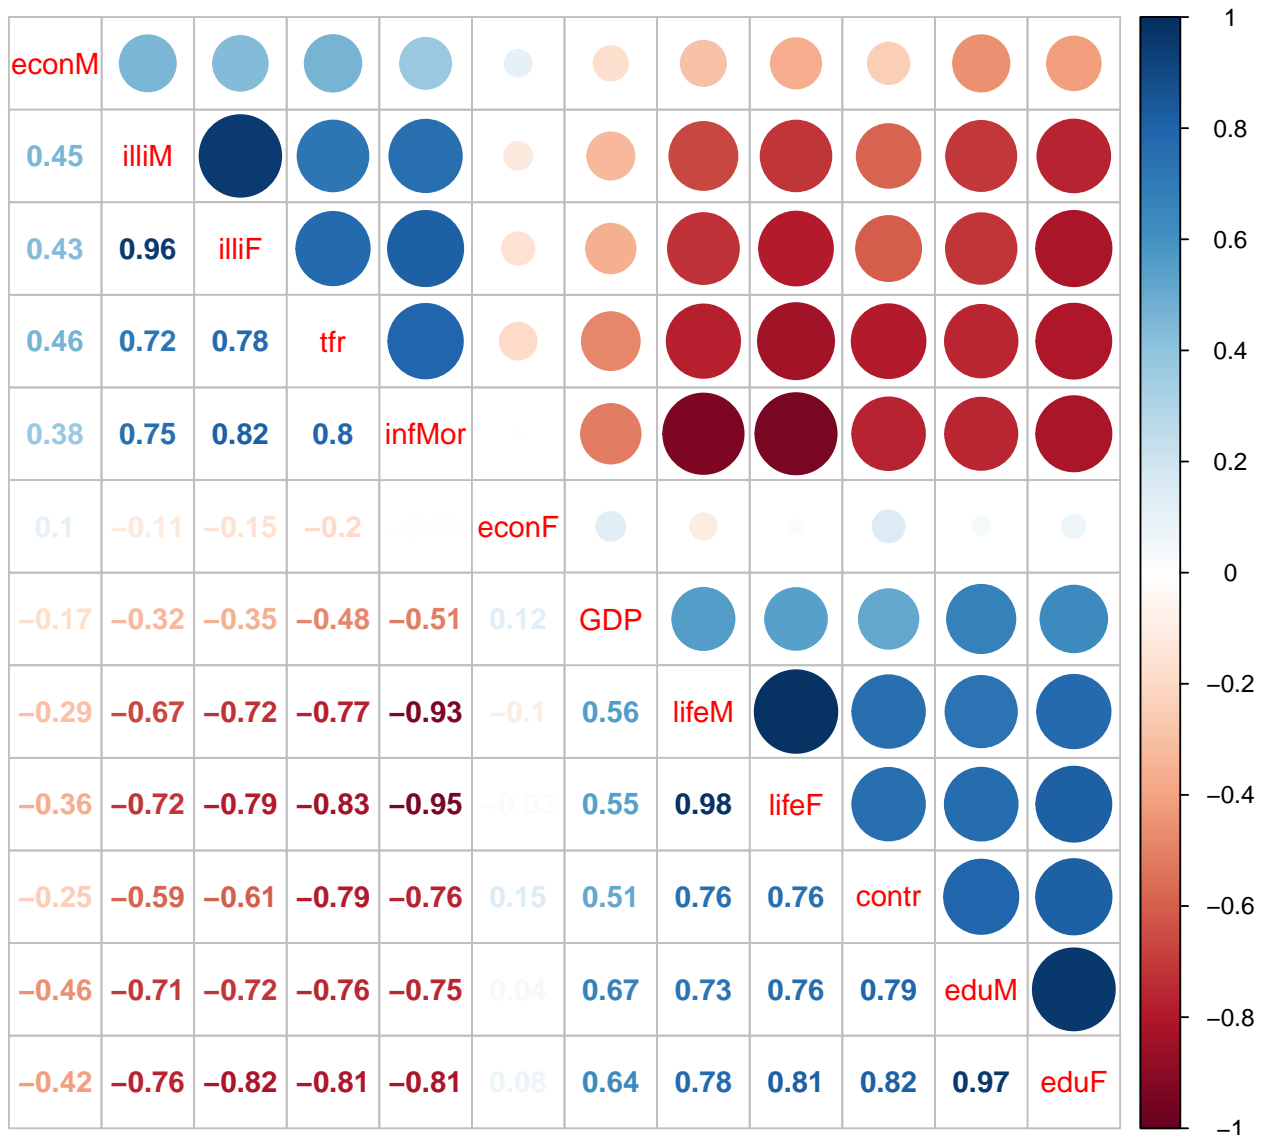 econM
0.45 illiM
0.43 0.96 illiF
0.46 0.72 0.78 tfr
0.38 0.75 0.82 0.8 infMor
0.1 −0.11 −0.15 −0.2 econF
−0.17 −0.32 −0.35 −0.48 −0.51 0.12 GDP
−0.29 −0.67 −0.72 −0.77 −0.93 −0.1 0.56 lifeM
−0.36 −0.72 −0.79 −0.83 −0.95 −0.03 0.55 0.98 lifeF
−0.25 −0.59 −0.61 −0.79 −0.76 0.15 0.51 0.76 0.76 contr
−0.46 −0.71 −0.72 −0.76 −0.75 0.04 0.67 0.73 0.76 0.79 eduM
−0.42 −0.76 −0.82 −0.81 −0.81 0.08 0.64 0.78 0.81 0.82 0.97 eduF
1
0.8
0.6
0.4
0.2
0
−0.2
−0.4
−0.6
−0.8
−1